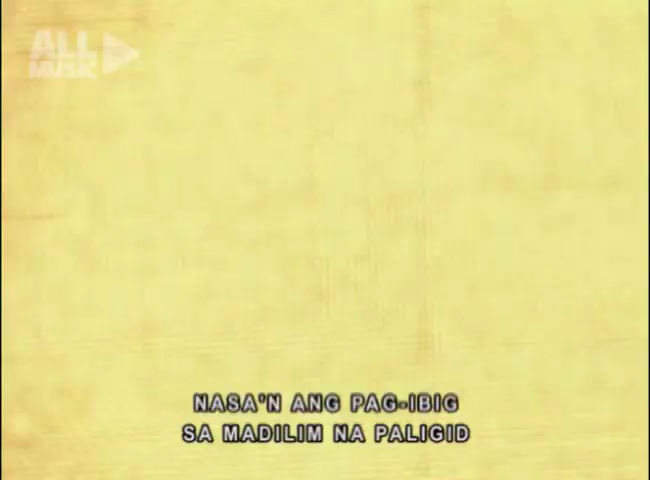 ALL
MUSIC
NASA'N ANG PAG-IBIG
SA MADILIM NA PALIGID